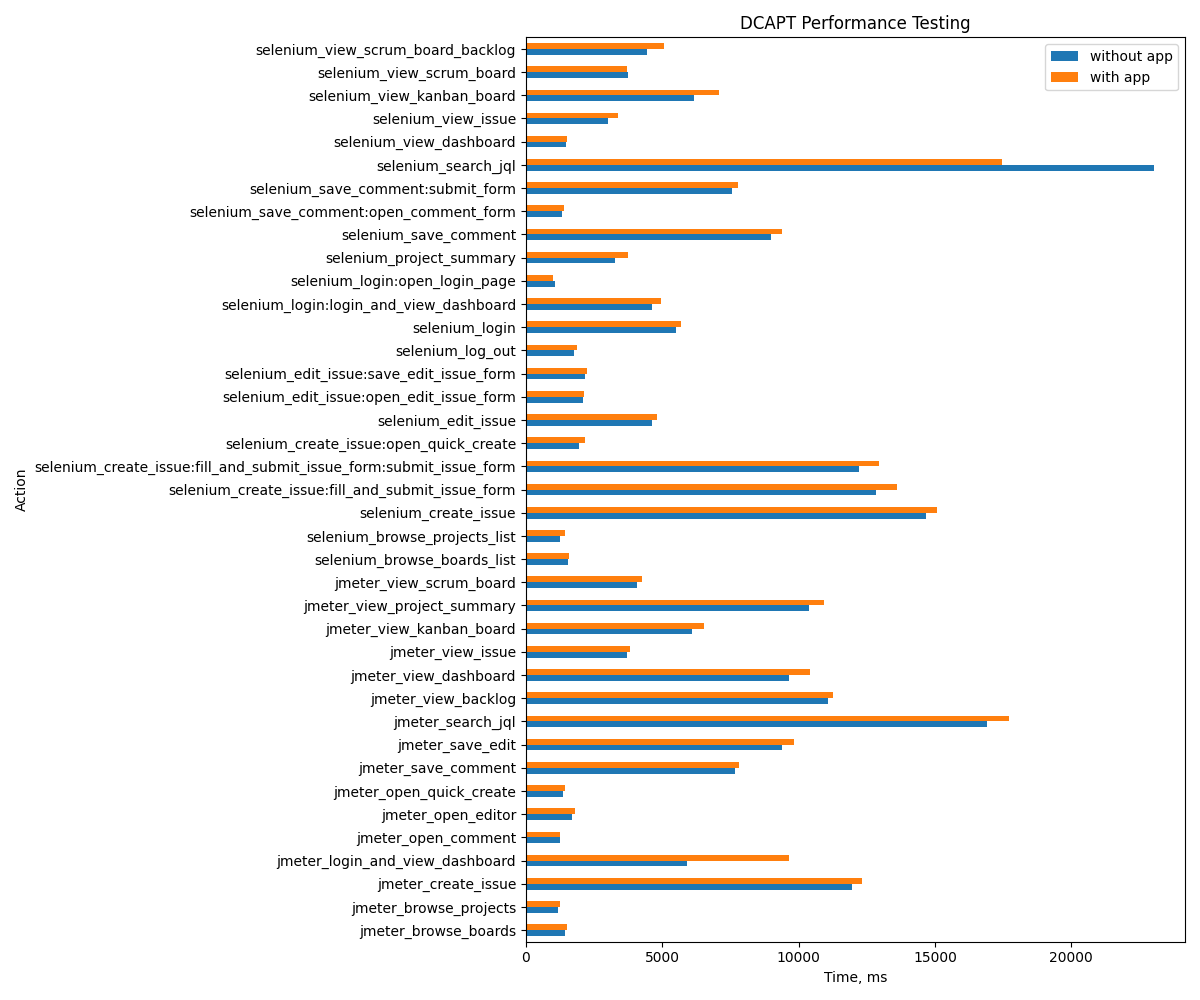 DCAPT Performance Testing
without app
with app
selenium_view_scrum_board_backlog
selenium_view_scrum_board
selenium_view_kanban_board
selenium_view_issue
selenium_view_dashboard
selenium_search_jql
selenium_save_comment:submit_form
selenium_save_comment:open_comment_form
selenium_save_comment
selenium_project_summary
selenium_login:open_login_page
selenium_login:login_and_view_dashboard
selenium_login
selenium_log_out
selenium_edit_issue:save_edit_issue_form
selenium_edit_issue:open_edit_issue_form
selenium_edit_issue
selenium_create_issue:open_quick_create
selenium_create_issue:fill_and_submit_issue_form:submit_issue_form
selenium_create_issue:fill_and_submit_issue_form
selenium_create_issue
selenium_browse_projects_list
selenium_browse_boards_list
jmeter_view_scrum_board
jmeter_view_project_summary
jmeter_view_kanban_board
jmeter_view_issue
jmeter_view_dashboard
jmeter_view_backlog
jmeter_search_jql
jmeter_save_edit
jmeter_save_comment
jmeter_open_quick_create
jmeter_open_editor
jmeter_open_comment
jmeter_login_and_view_dashboard
jmeter_create_issue
jmeter_browse_projects
jmeter_browse_boards
Action
0 5000 10000 15000 20000
Time, ms